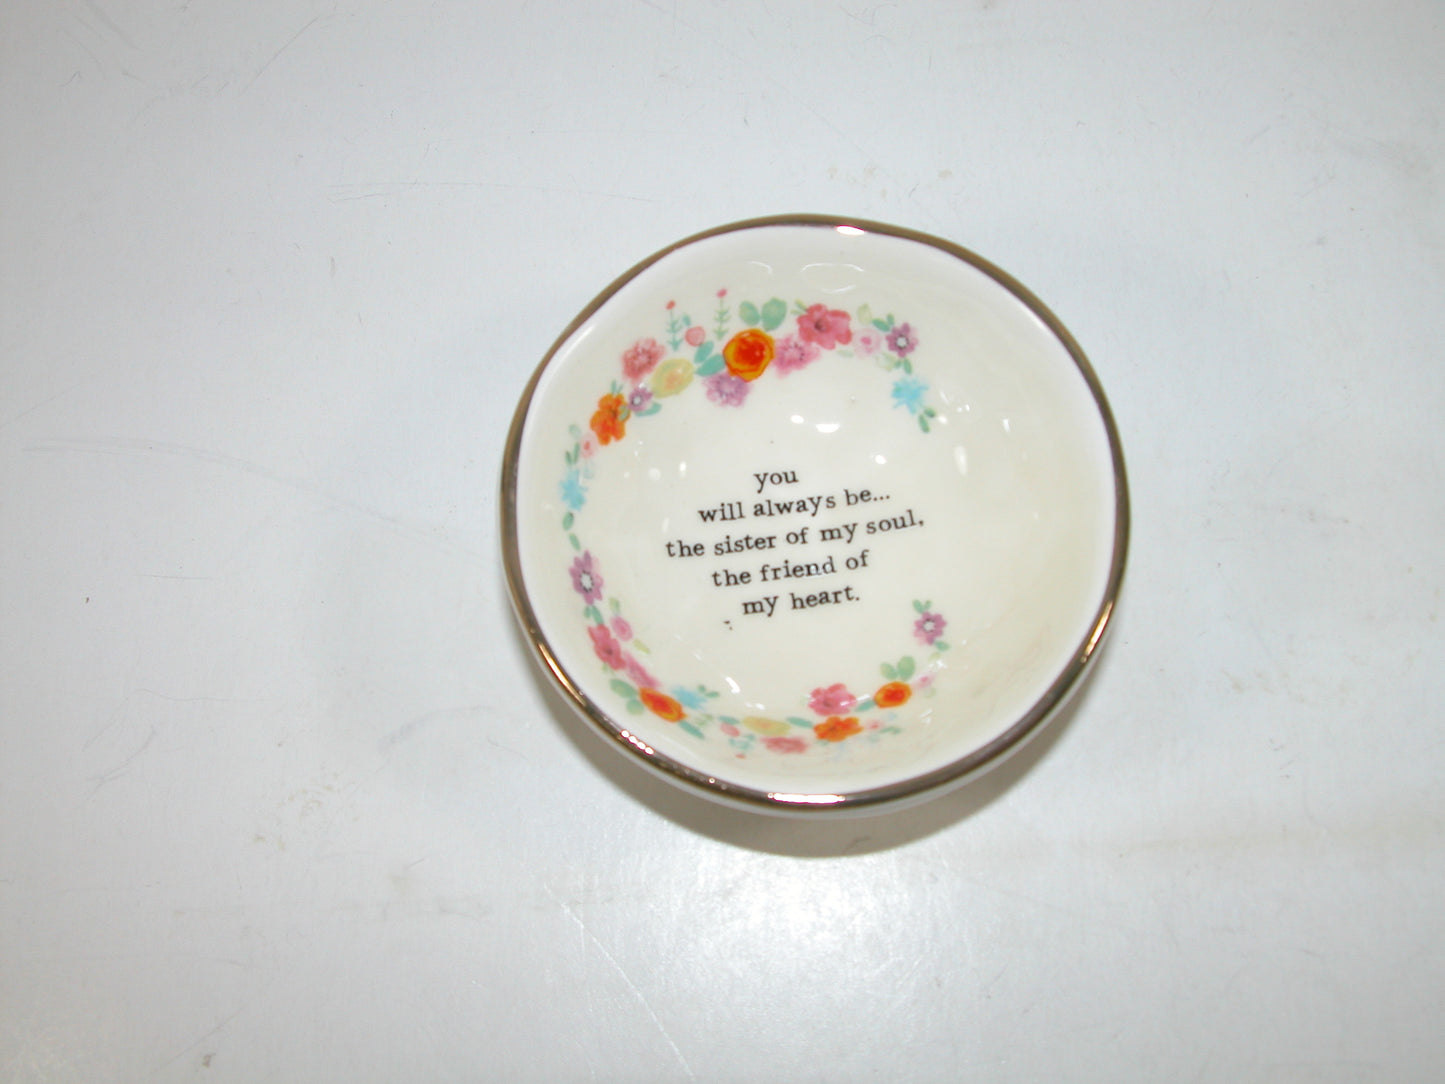 you
will always be...
the sister of my soul,
the friend of
my heart.